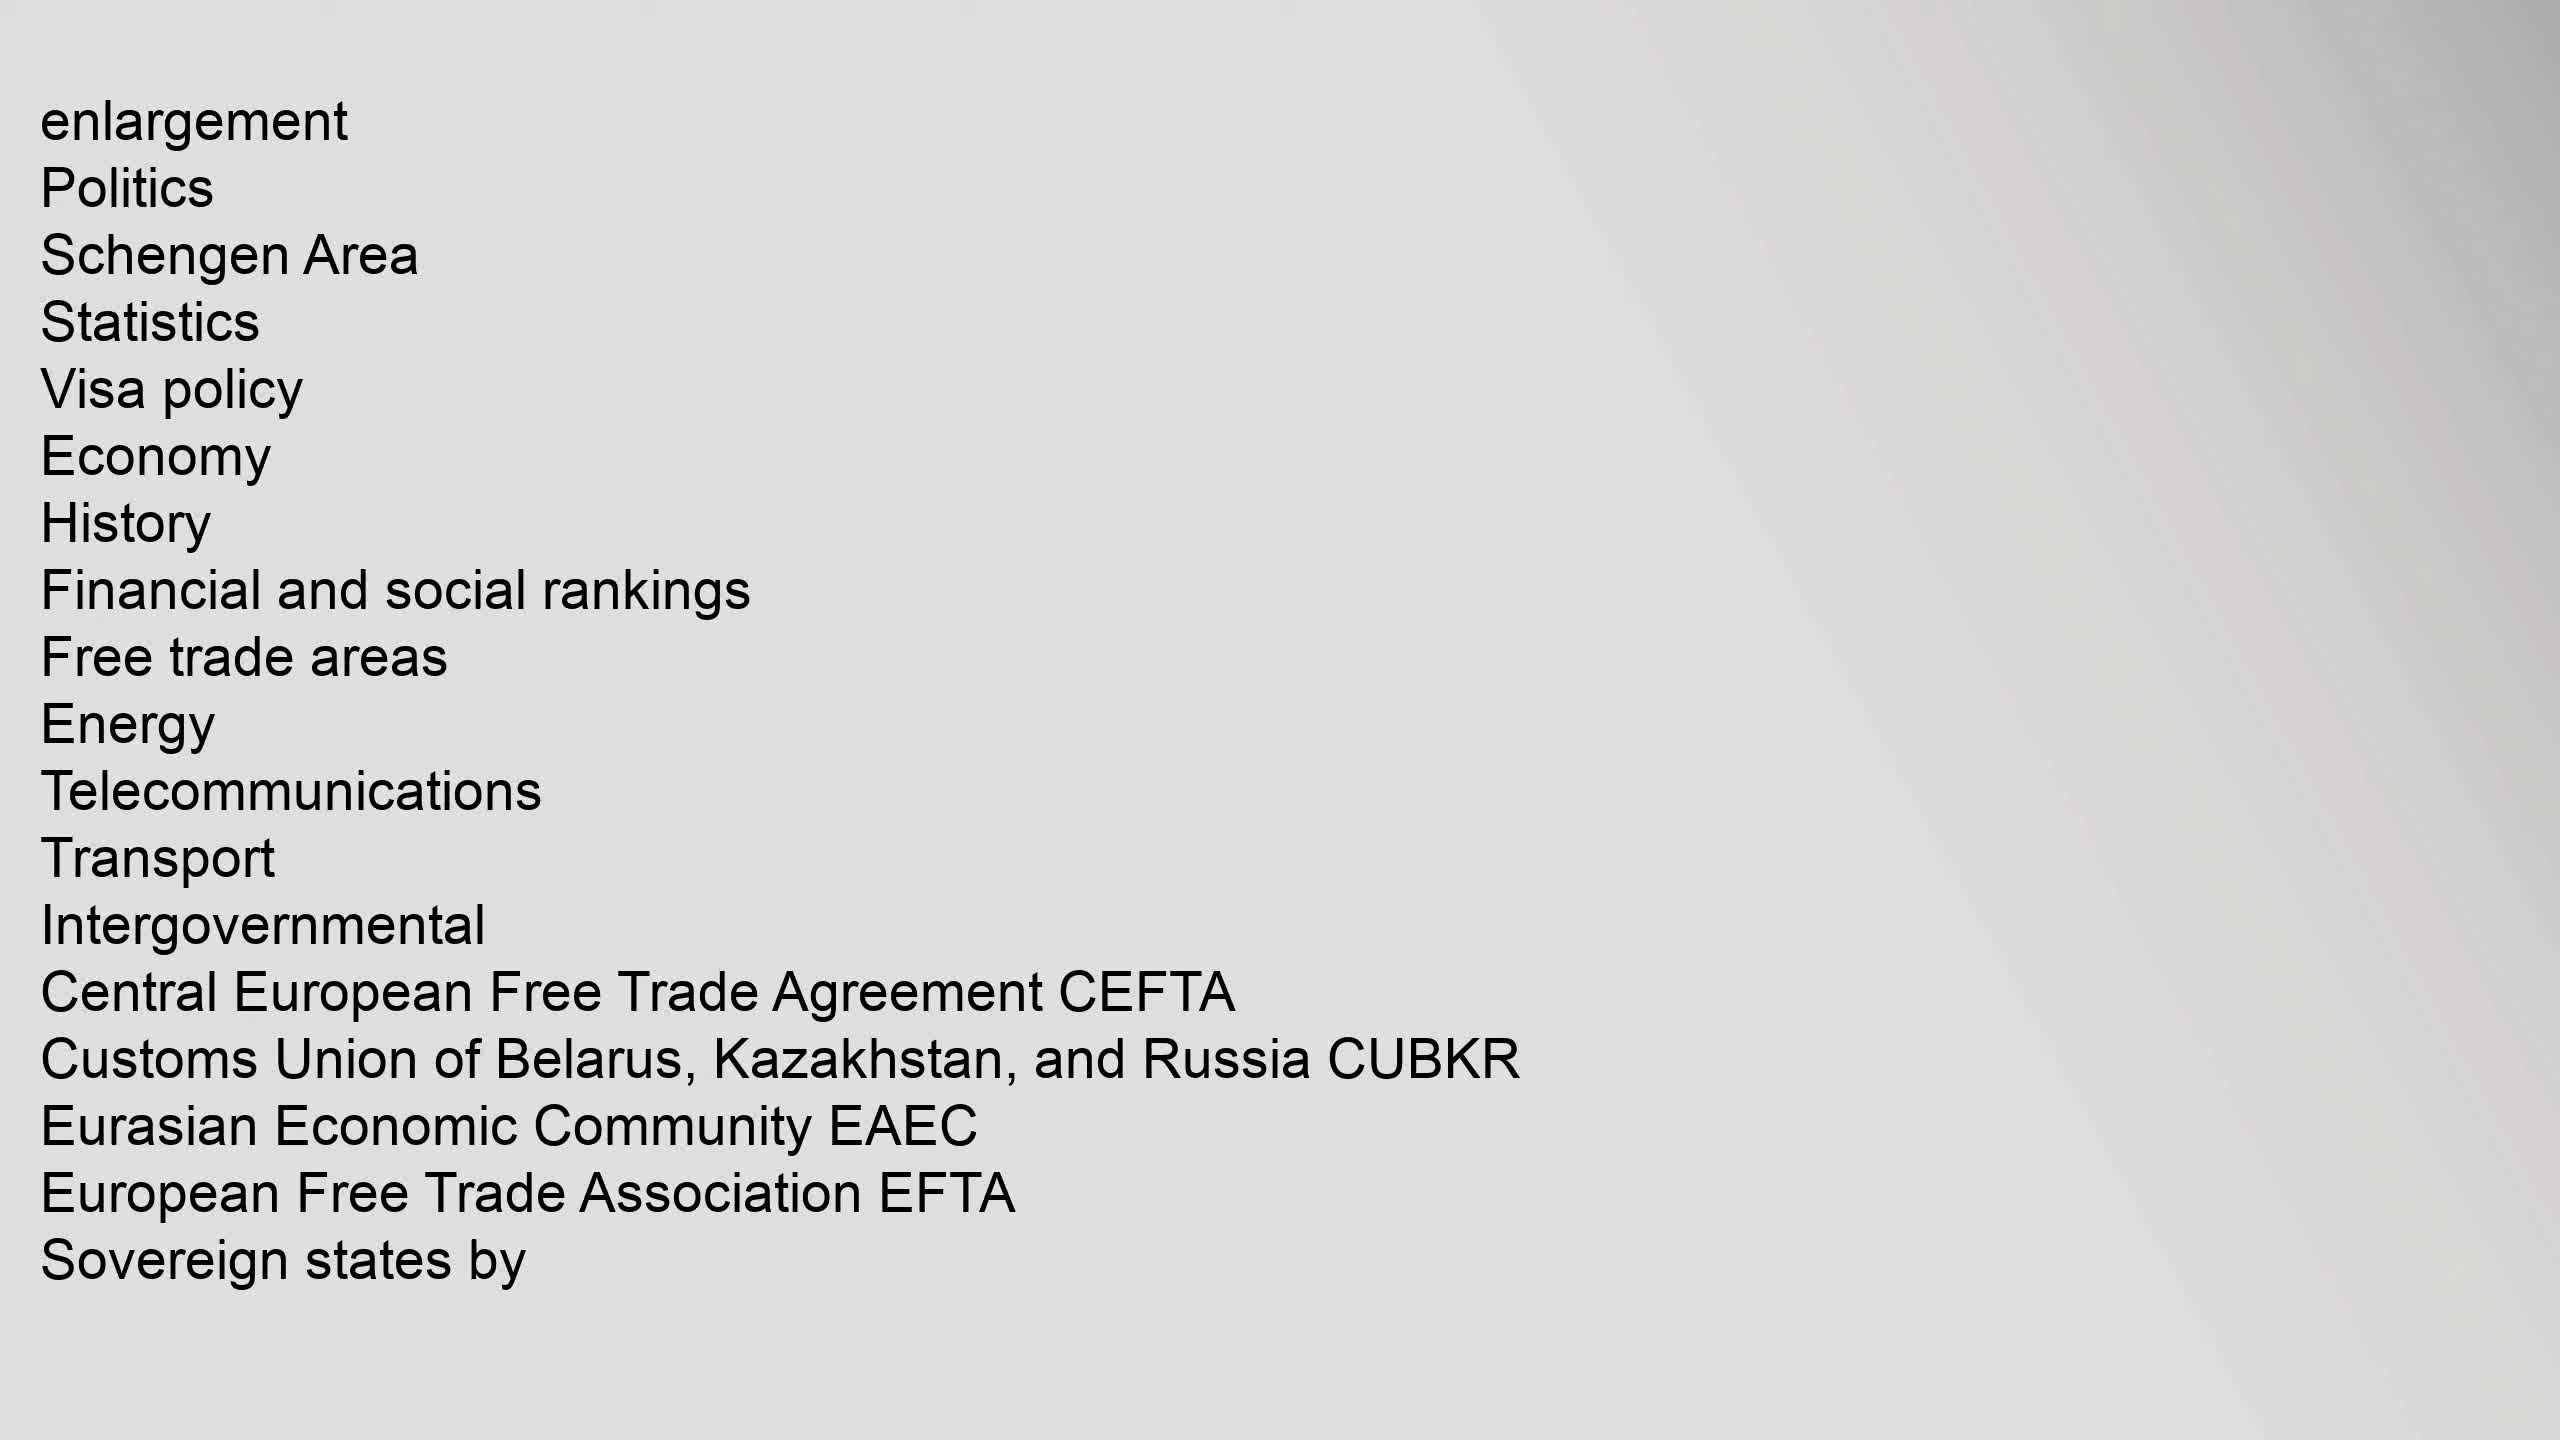 enlargement
Politics
Schengen Area
Statistics
Visa policy
Economy
History
Financial and social rankings
Free trade areas
Energy
Telecommunications
Transport
Intergovernmental
Central European Free Trade Agreement CEFTA
Customs Union of Belarus, Kazakhstan, and Russia CUBKR
Eurasian Economic Community EAEC
European Free Trade Association EFTA
Sovereign states by